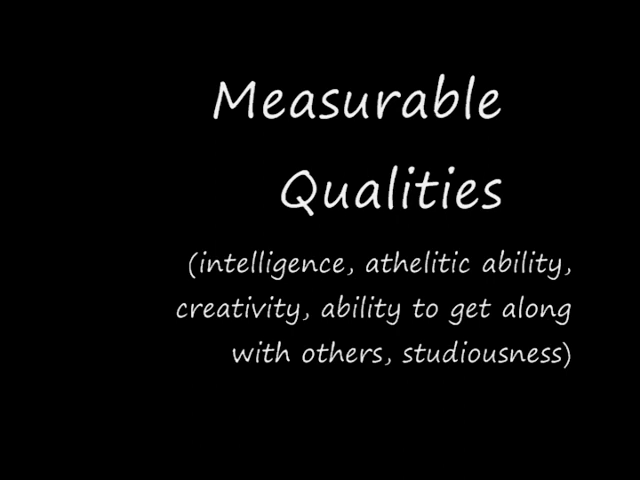 Measurable
Qualities
(intelligence, athelitic ability,
creativity, ability to get along
with others, studiousness)